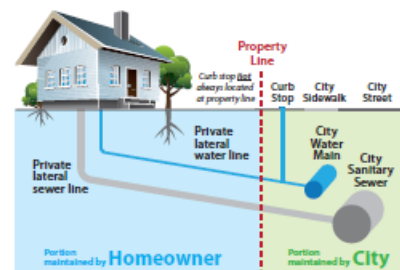 Property
Line
Curb stop not
always located
at property line
Curb
Stop
City
Sidewalk
City
Street
Private
lateral
water line
City
Water
Main
City
Sanitary
Sewer
Private
lateral
sewer line
Portion
maintained by Homeowner
Portion
maintained by City